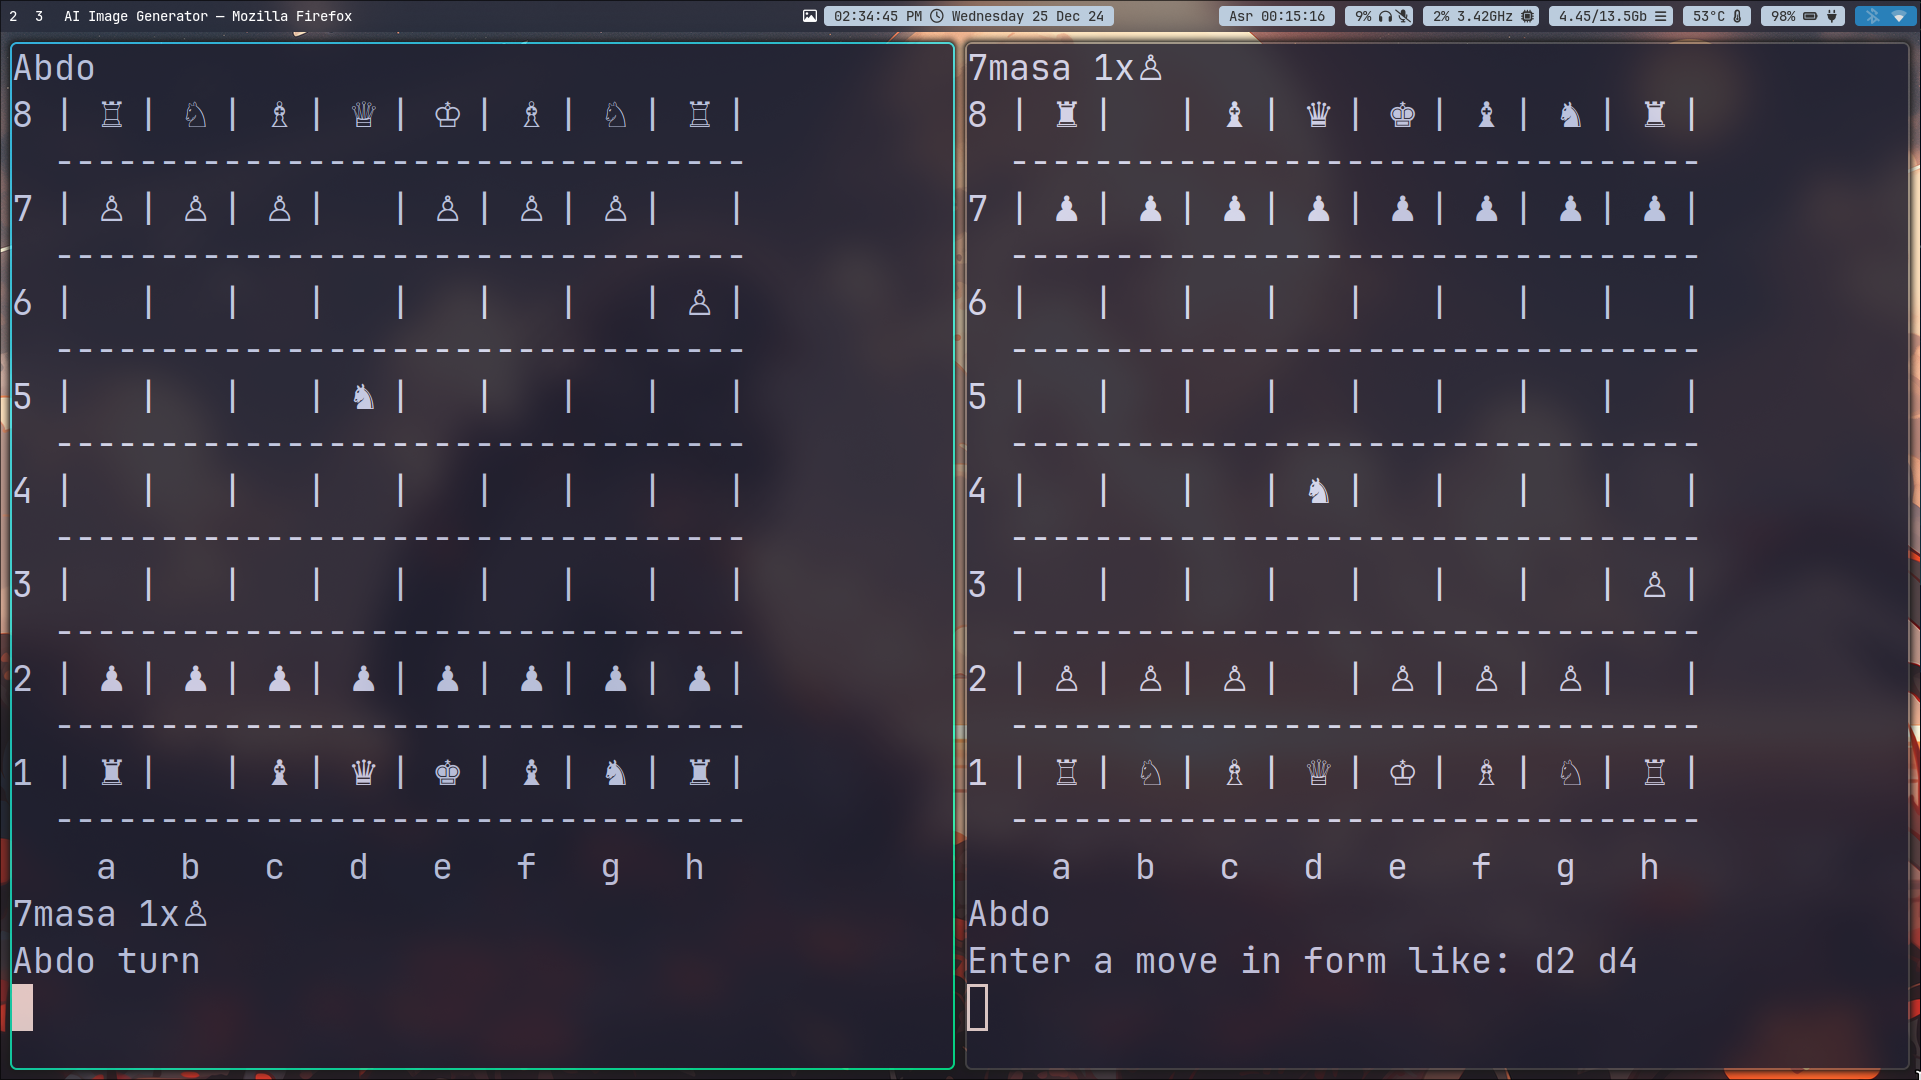 2 3 AI Image Generator — Mozilla Firefox
02:34:45 PM Wednesday 25 Dec 24
Asr 00:15:16 9% 2% 3.42GHz 4.45/13.5Gb 53°C 98%
Abdo
8 | ♖ | ♘ | ♗ | ♕ | ♔ | ♗ | ♘ | ♖ |
---------------------------------
7 | ♙ | ♙ | ♙ |   | ♙ | ♙ | ♙ |   |
---------------------------------
6 |   |   |   |   |   |   |   | ♙ |
---------------------------------
5 |   |   |   | ♞ |   |   |   |   |
---------------------------------
4 |   |   |   |   |   |   |   |   |
---------------------------------
3 |   |   |   |   |   |   |   |   |
---------------------------------
2 | ♟ | ♟ | ♟ | ♟ | ♟ | ♟ | ♟ | ♟ |
---------------------------------
1 | ♜ |   | ♝ | ♛ | ♚ | ♝ | ♞ | ♜ |
---------------------------------
a b c d e f g h
7masa 1x♙
Abdo turn
7masa 1x♙
8 | ♜ |   | ♝ | ♛ | ♚ | ♝ | ♞ | ♜ |
---------------------------------
7 | ♟ | ♟ | ♟ | ♟ | ♟ | ♟ | ♟ | ♟ |
---------------------------------
6 |   |   |   |   |   |   |   |   |
---------------------------------
5 |   |   |   |   |   |   |   |   |
---------------------------------
4 |   |   |   | ♞ |   |   |   |   |
---------------------------------
3 |   |   |   |   |   |   |   | ♙ |
---------------------------------
2 | ♙ | ♙ | ♙ |   | ♙ | ♙ | ♙ |   |
---------------------------------
1 | ♖ | ♘ | ♗ | ♕ | ♔ | ♗ | ♘ | ♖ |
---------------------------------
a b c d e f g h
Abdo
Enter a move in form like: d2 d4